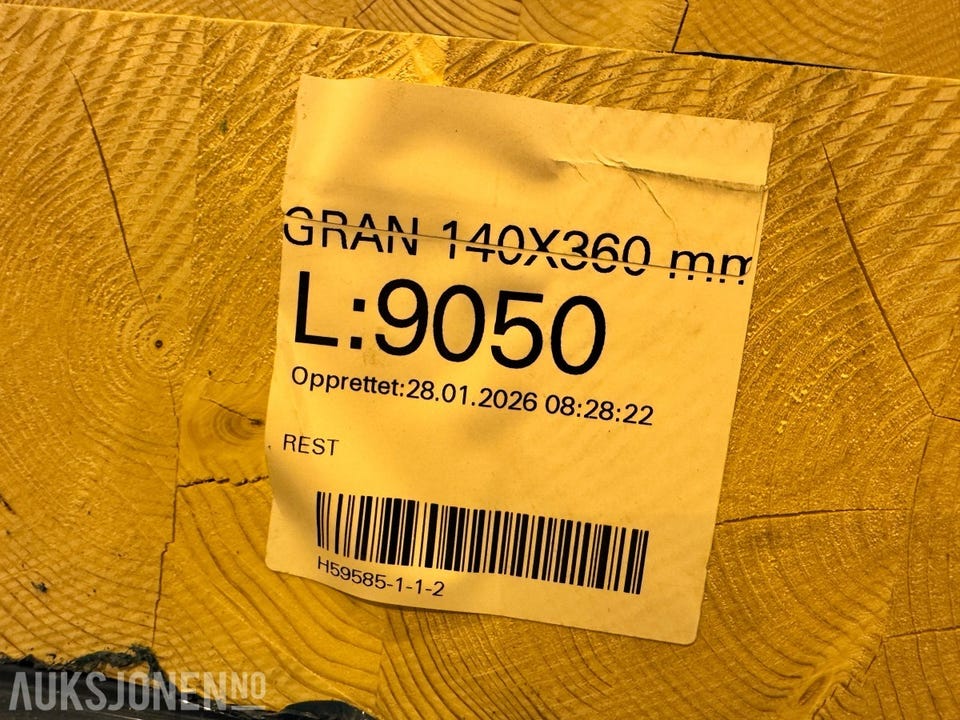 GRAN 140X360 mm
L:9050
Opprettet:28.01.2026 08:28:22
REST
H59585-1-1-2
AUKSJONEN.NO